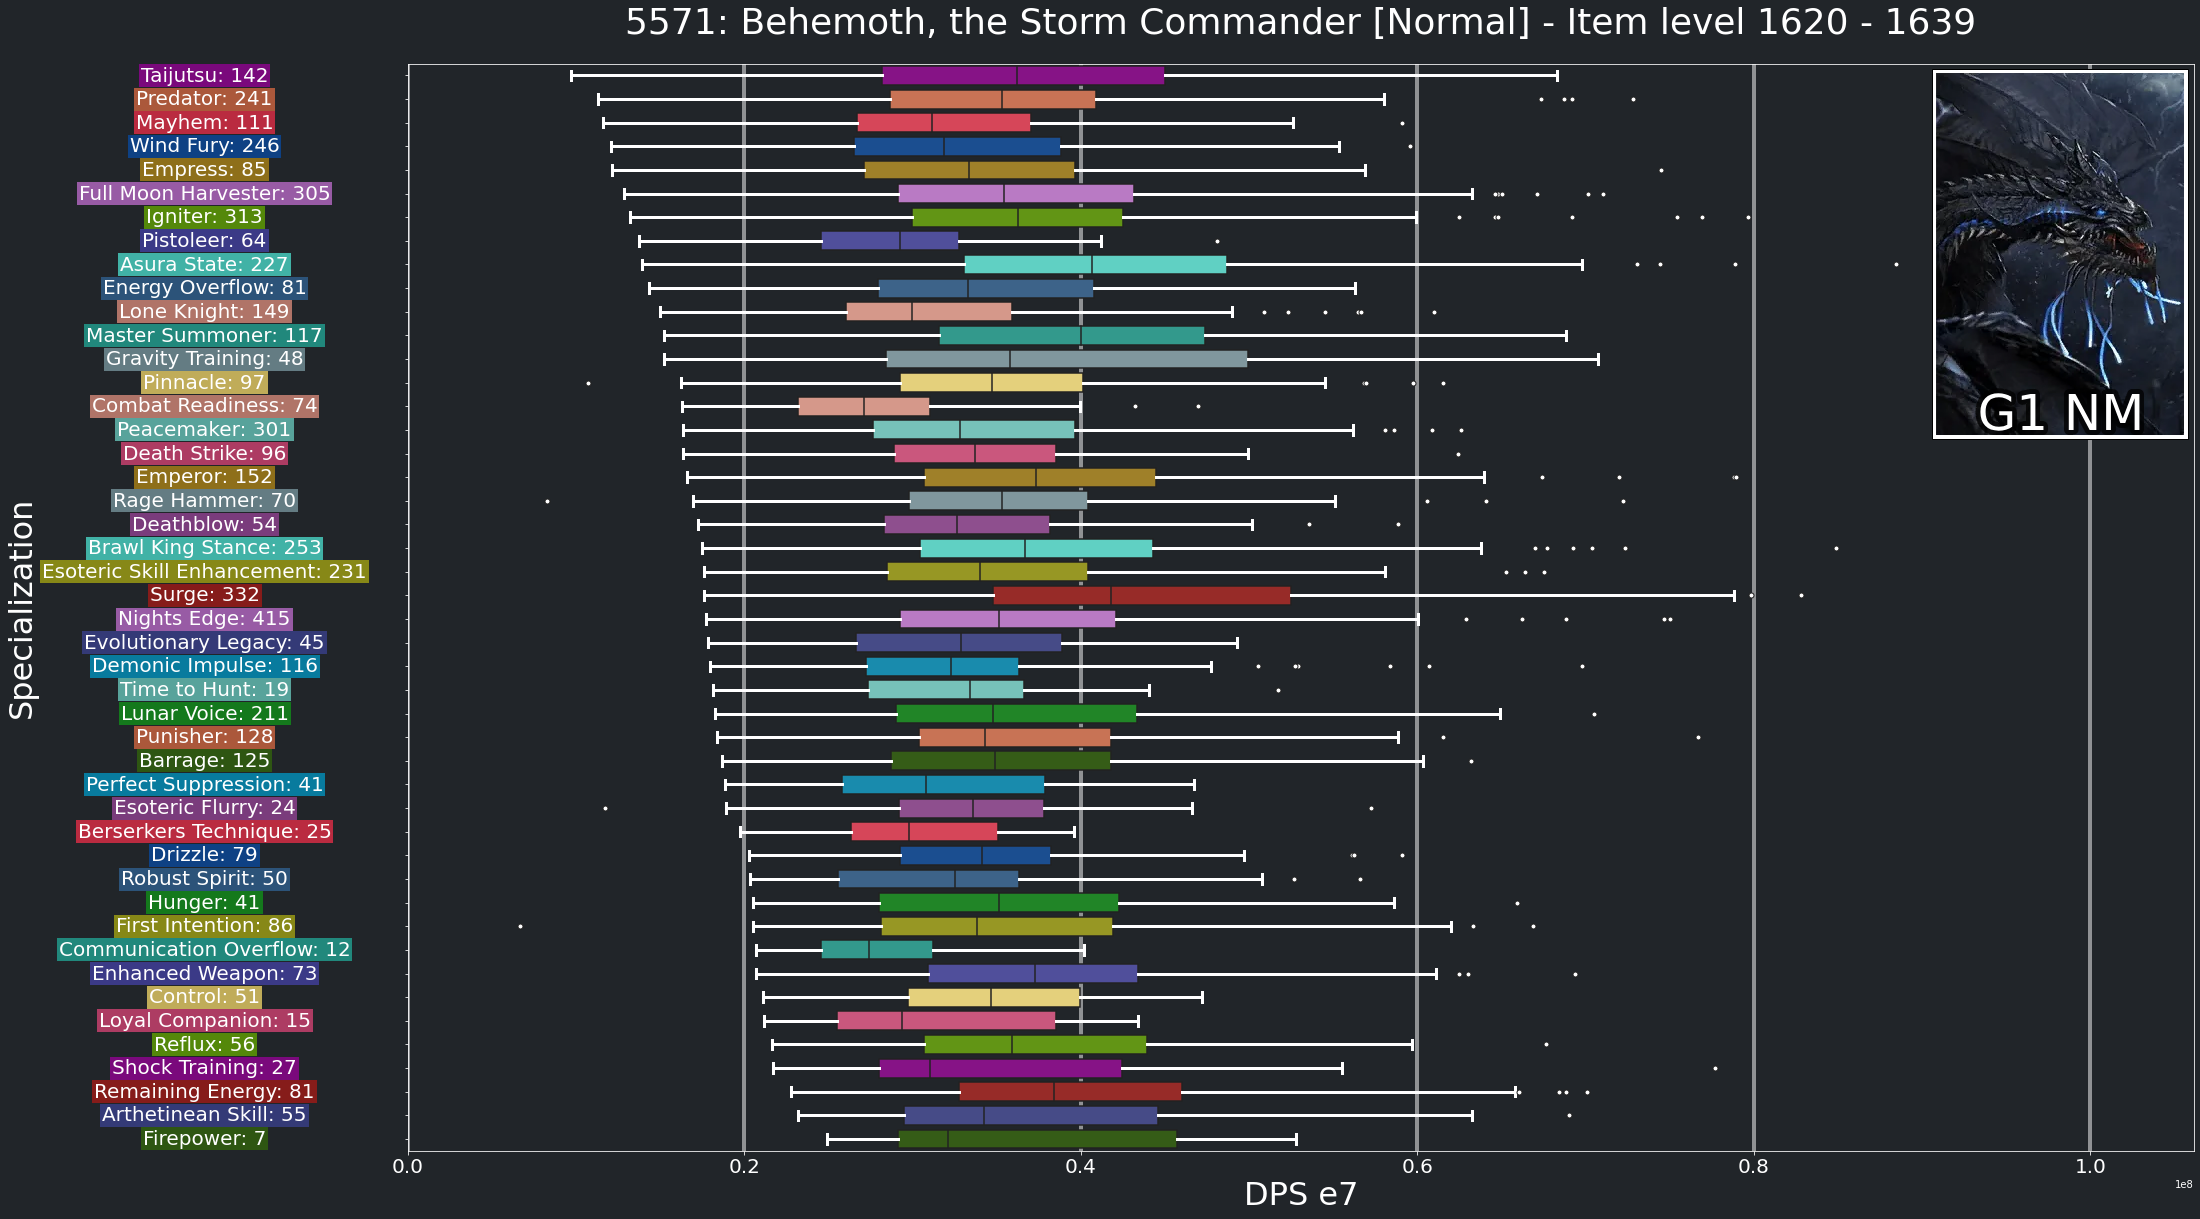 5571: Behemoth, the Storm Commander [Normal] - Item level 1620 - 1639
Taijutsu: 142
Predator: 241
Mayhem: 111
Wind Fury: 246
Empress: 85
Full Moon Harvester: 305
Igniter: 313
Pistoleer: 64
Asura State: 227
Energy Overflow: 81
Lone Knight: 149
Master Summoner: 117
Gravity Training: 48
Pinnacle: 97
Combat Readiness: 74
Peacemaker: 301
Death Strike: 96
Emperor: 152
Rage Hammer: 70
Deathblow: 54
Brawl King Stance: 253
Esoteric Skill Enhancement: 231
Surge: 332
Nights Edge: 415
Evolutionary Legacy: 45
Demonic Impulse: 116
Time to Hunt: 19
Lunar Voice: 211
Punisher: 128
Barrage: 125
Perfect Suppression: 41
Esoteric Flurry: 24
Berserkers Technique: 25
Drizzle: 79
Robust Spirit: 50
Hunger: 41
First Intention: 86
Communication Overflow: 12
Enhanced Weapon: 73
Control: 51
Loyal Companion: 15
Reflux: 56
Shock Training: 27
Remaining Energy: 81
Arthetinean Skill: 55
Firepower: 7
Specialization
G1 NM
0.0 0.2 0.4 0.6 0.8 1.0
1e8
DPS e7